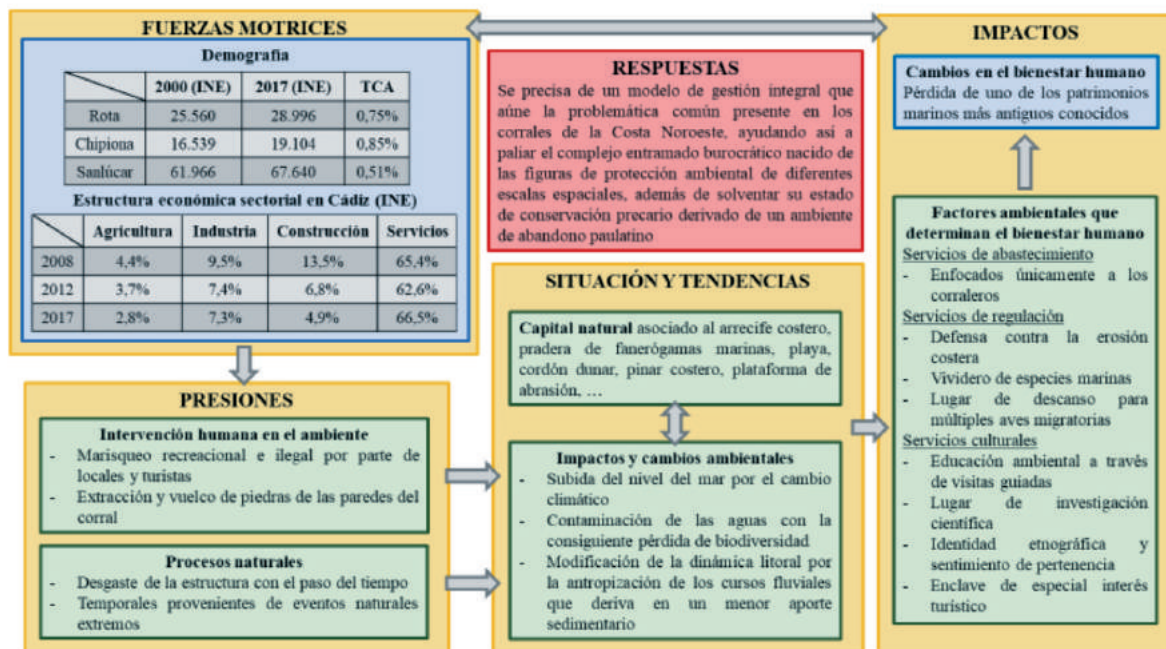 FUERZAS MOTRICES
Demografía
2000 (INE) 2017 (INE) TCA
Rota 25.560 28.996 0,75%
Chipiona 16.539 19.104 0,85%
Sanlúcar 61.966 67.640 0,51%
Estructura económica sectorial en Cádiz (INE)
Agricultura Industria Construcción Servicios
2008 4,4% 9,5% 13,5% 65,4%
2012 3,7% 7,4% 6,8% 62,6%
2017 2,8% 7,3% 4,9% 66,5%
PRESIONES
Intervención humana en el ambiente
- Marisqueo recreacional e ilegal por parte de
locales y turistas
- Extracción y vuelco de piedras de las paredes del
corral
Procesos naturales
- Desgaste de la estructura con el paso del tiempo
- Temporales provenientes de eventos naturales
extremos
RESPUESTAS
Se precisa de un modelo de gestión integral que
aúne la problemática común presente en los
corrales de la Costa Noroeste, ayudando así a
paliar el complejo entramado burocrático nacido de
las figuras de protección ambiental de diferentes
escalas espaciales, además de solventar su estado
de conservación precario derivado de un ambiente
de abandono paulatino
SITUACIÓN Y TENDENCIAS
Capital natural asociado al arrecife costero,
pradera de fanerógamas marinas, playa,
cordón dunar, pinar costero, plataforma de
abrasión, …
Impactos y cambios ambientales
- Subida del nivel del mar por el cambio
climático
- Contaminación de las aguas con la
consiguiente pérdida de biodiversidad
- Modificación de la dinámica litoral por
la antropización de los cursos fluviales
que deriva en un menor aporte
sedimentario
IMPACTOS
Cambios en el bienestar humano
Pérdida de uno de los patrimonios
marinos más antiguos conocidos
Factores ambientales que
determinan el bienestar humano
Servicios de abastecimiento
- Enfocados únicamente a los
corraleros
Servicios de regulación
- Defensa contra la erosión
costera
- Vividero de especies marinas
- Lugar de descanso para
múltiples aves migratorias
Servicios culturales
- Educación ambiental a través
de visitas guiadas
- Lugar de investigación
científica
- Identidad etnográfica y
sentimiento de pertenencia
- Enclave de especial interés
turístico